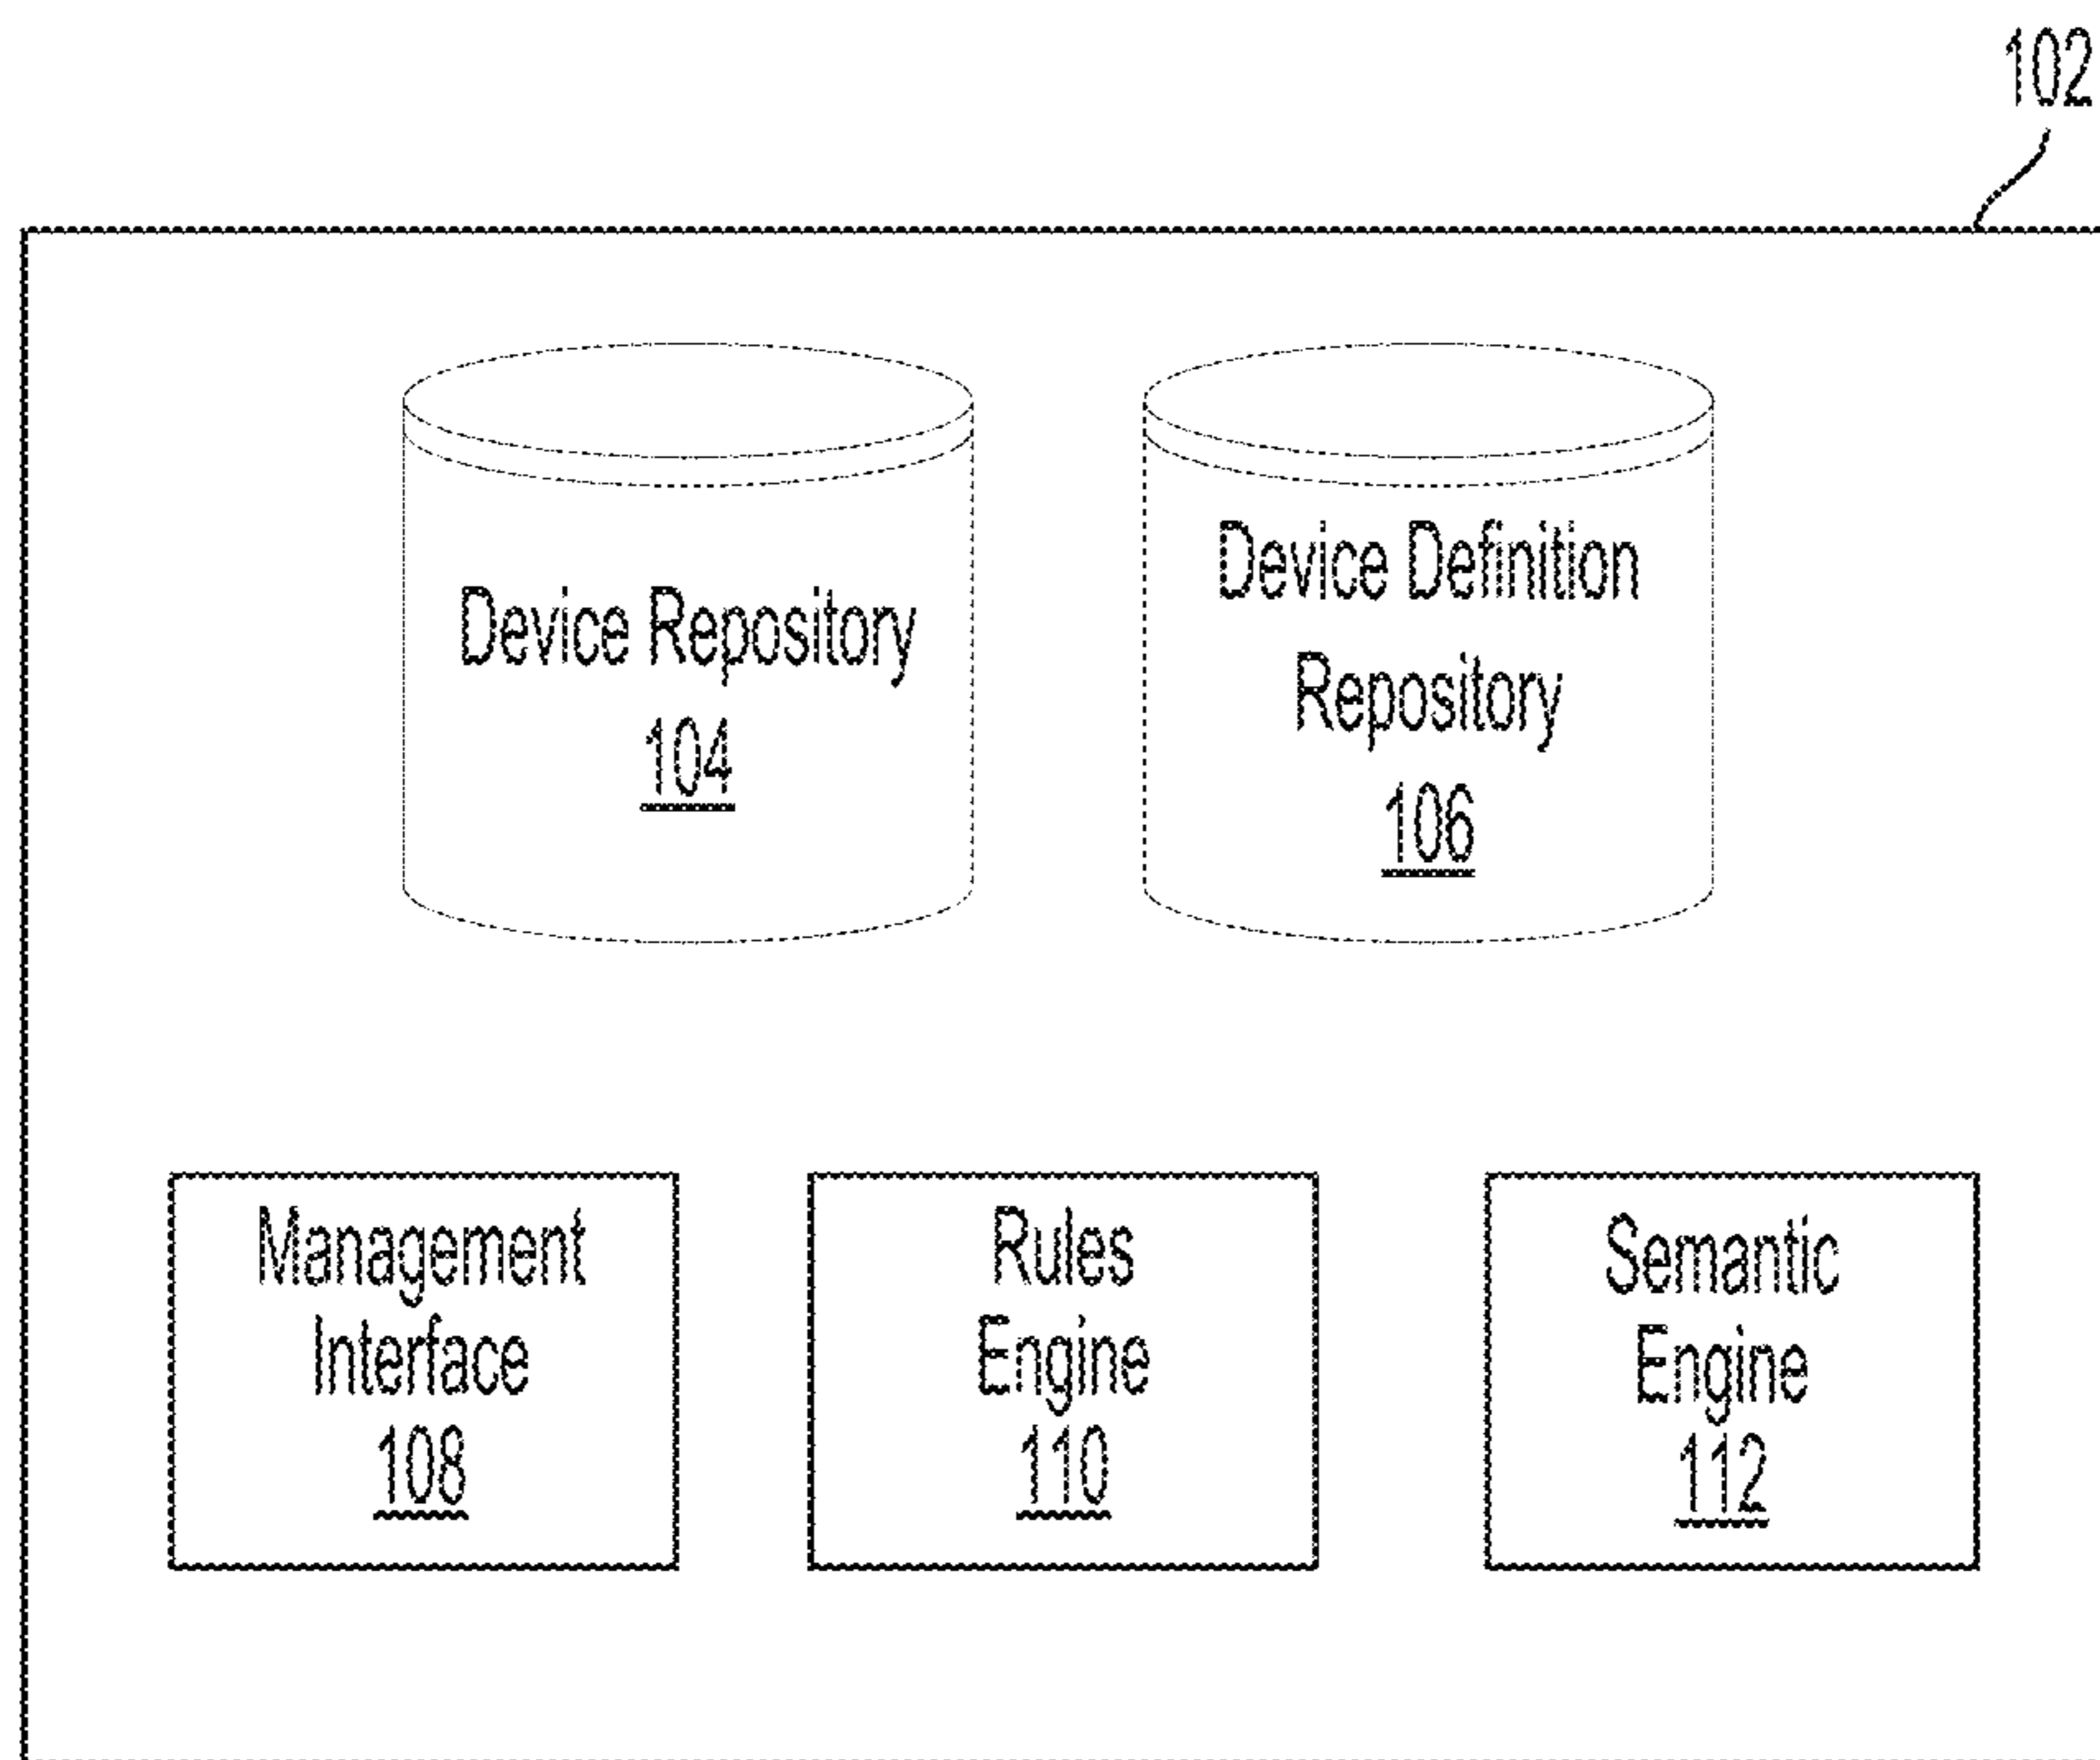 102
Device Repository
104
Device Definition
Repository
106
Management
Interface
108
Rules
Engine
110
Semantic
Engine
112